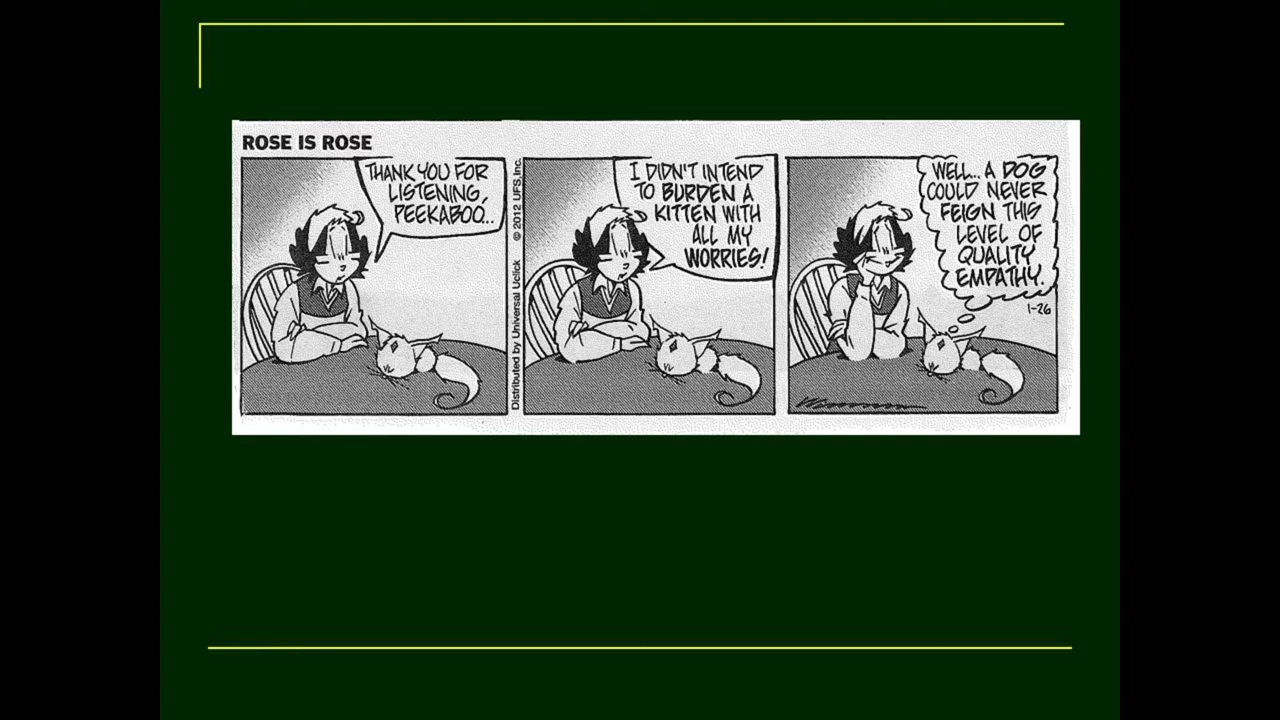 ROSE IS ROSE
THANK YOU FOR
LISTENING,
PEEKABOO...
Distributed by Universal Uclick © 2012 UFS, Inc.
I DIDN'T INTEND
TO BURDEN A
KITTEN WITH
ALL MY
WORRIES!
WELL... A DOG
COULD NEVER
FEIGN THIS
LEVEL OF
QUALITY
EMPATHY.
1-26